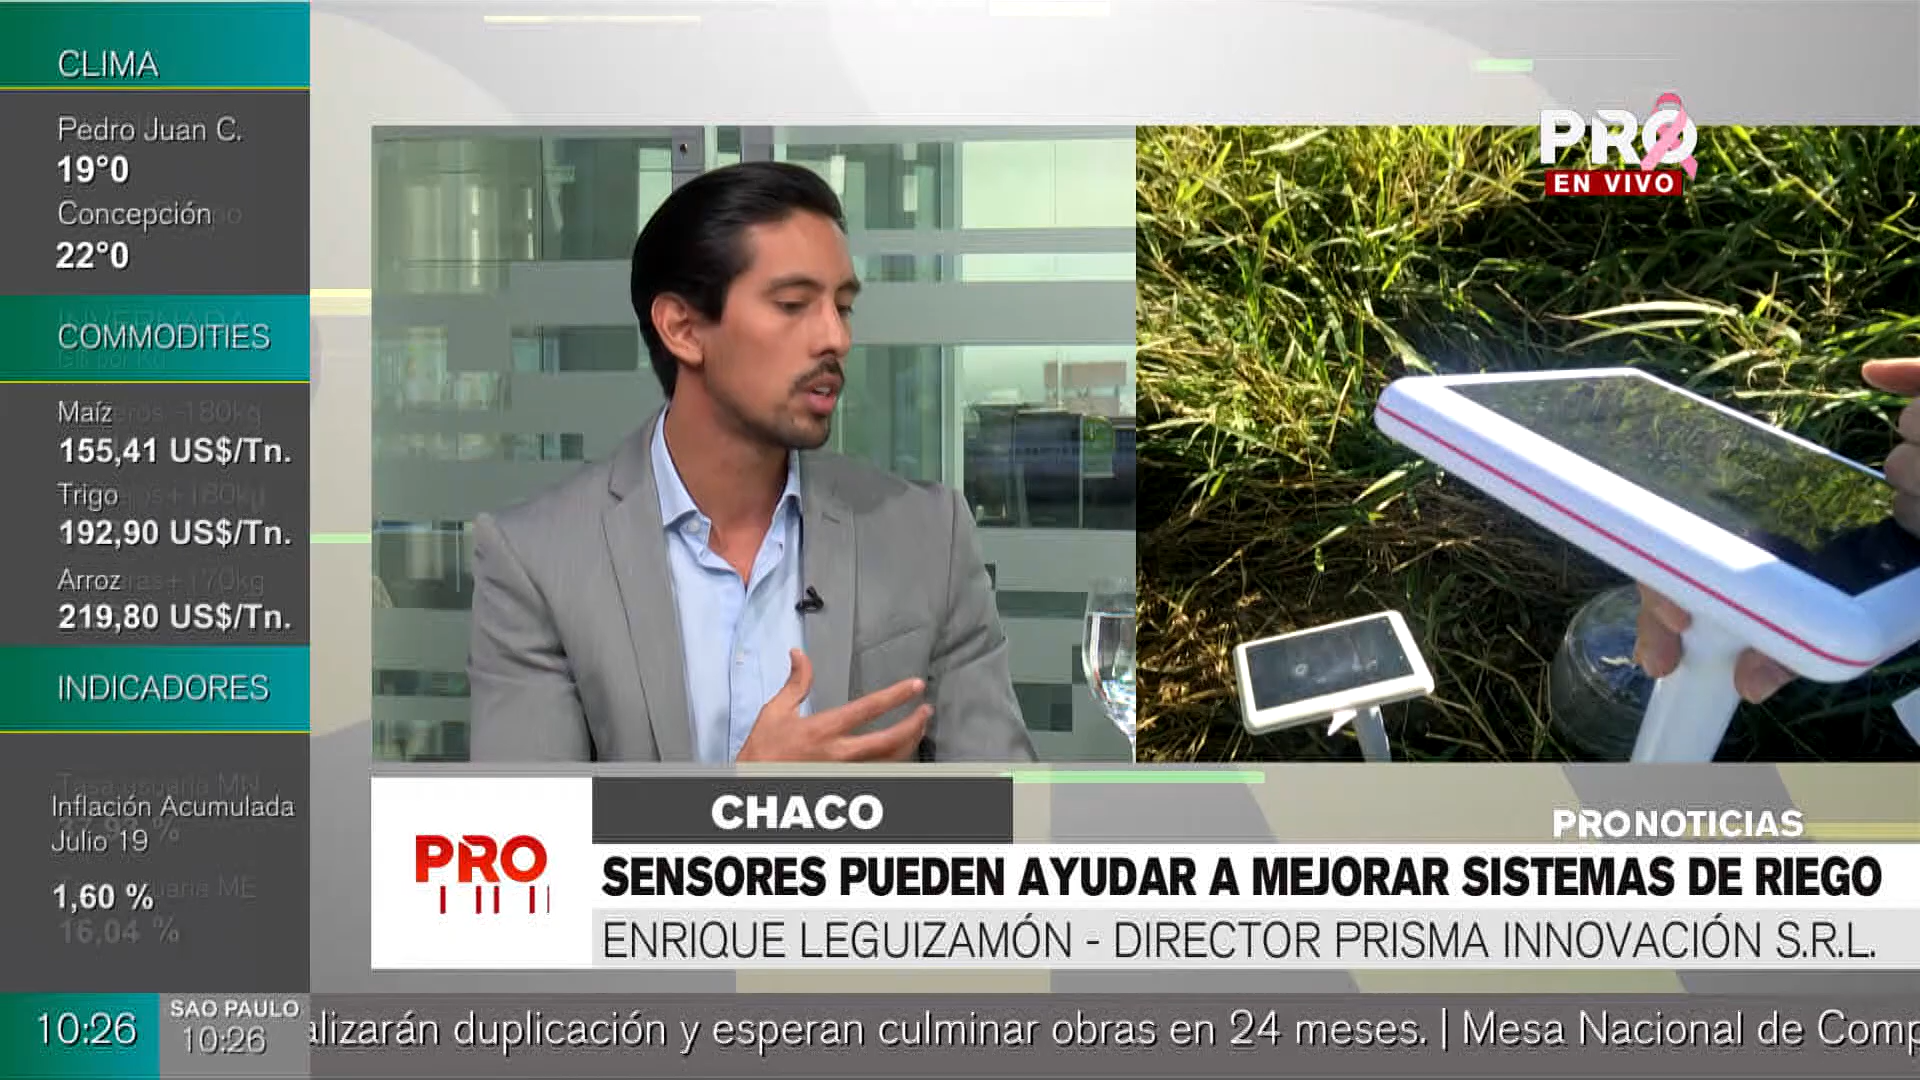 CLIMA
Pedro Juan C.
19°0
Concepción
22°0
COMMODITIES
Maíz
155,41 US$/Tn.
Trigo
192,90 US$/Tn.
Arroz
219,80 US$/Tn.
INDICADORES
Inflación Acumulada
Julio 19
1,60 %
16,04 %
10:26
SAO PAULO
10:26
PRO
EN VIVO
PRO
CHACO
PRONOTICIAS
SENSORES PUEDEN AYUDAR A MEJORAR SISTEMAS DE RIEGO
ENRIQUE LEGUIZAMÓN - DIRECTOR PRISMA INNOVACIÓN S.R.L.
alizarán duplicación y esperan culminar obras en 24 meses. | Mesa Nacional de Comp